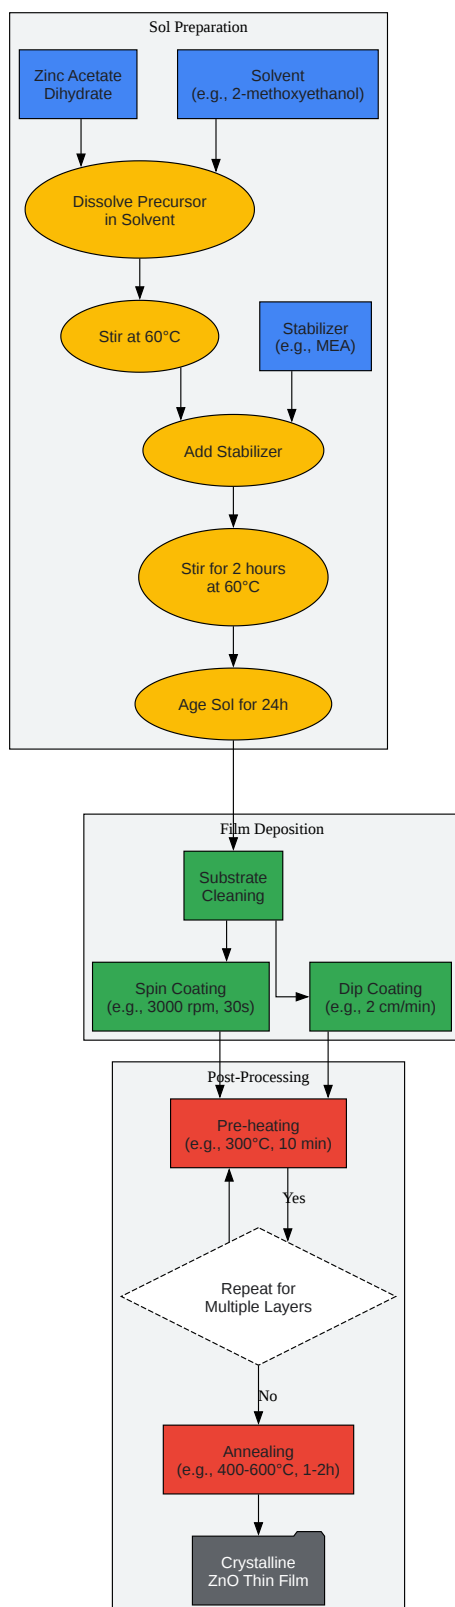 Sol Preparation
Zinc Acetate
Dihydrate
Solvent
(e.g., 2-methoxyethanol)
Dissolve Precursor
in Solvent
Stir at 60°C
Stabilizer
(e.g., MEA)
Add Stabilizer
Stir for 2 hours
at 60°C
Age Sol for 24h
Film Deposition
Substrate
Cleaning
Spin Coating
(e.g., 3000 rpm, 30s)
Dip Coating
(e.g., 2 cm/min)
Post-Processing
Pre-heating
(e.g., 300°C, 10 min)
Yes
Repeat for
Multiple Layers
No
Annealing
(e.g., 400-600°C, 1-2h)
Crystalline
ZnO Thin Film